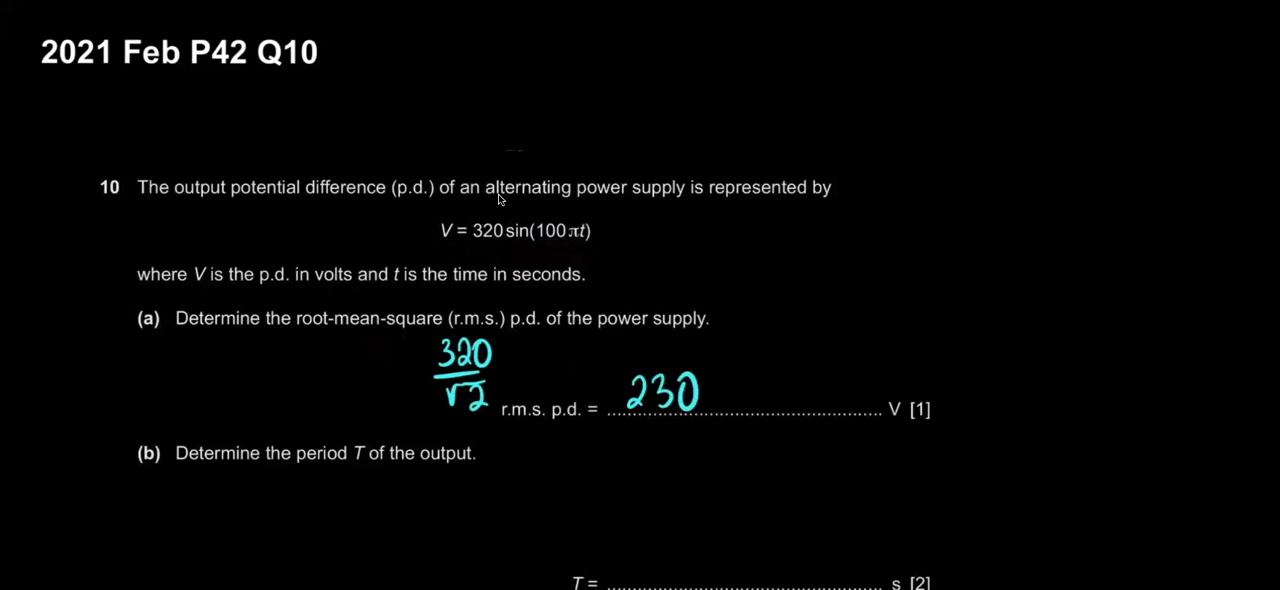 2021 Feb P42 Q10
10 The output potential difference (p.d.) of an alternating power supply is represented by
V = 320 sin(100πt)
where V is the p.d. in volts and t is the time in seconds.
(a) Determine the root-mean-square (r.m.s.) p.d. of the power supply.
320
√2
r.m.s. p.d. = 230 V [1]
(b) Determine the period T of the output.
T = ...................................................... s [2]